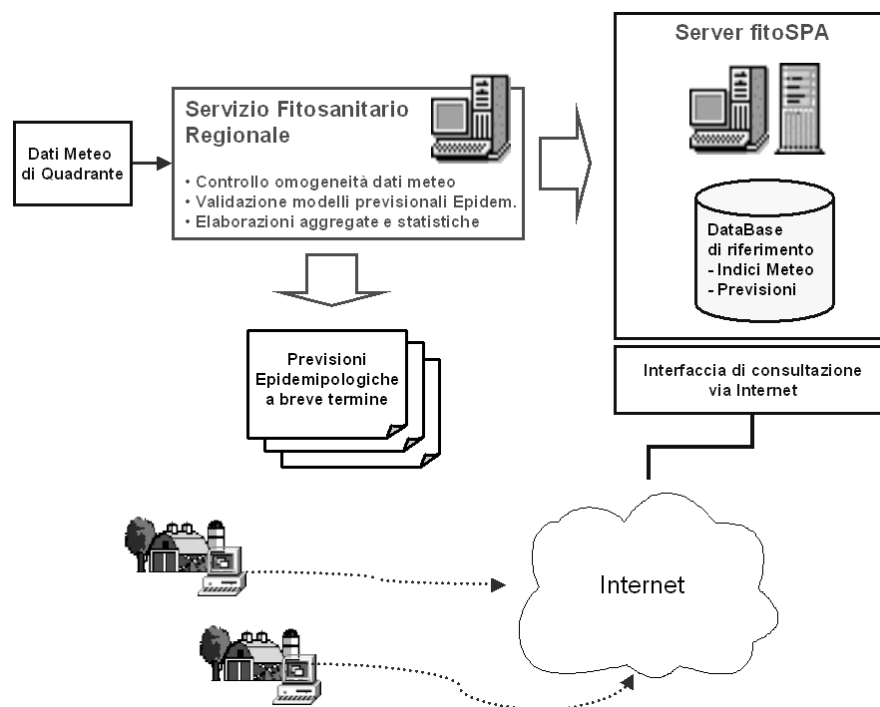 Server fitoSPA
Servizio Fitosanitario
Regionale
Dati Meteo
di Quadrante
• Controllo omogeneità dati meteo
• Validazione modelli previsionali Epidem.
• Elaborazioni aggregate e statistiche
DataBase
di riferimento
- Indici Meteo
- Previsioni
Previsioni
Epidemipologiche
a breve termine
Interfaccia di consultazione
via Internet
Internet